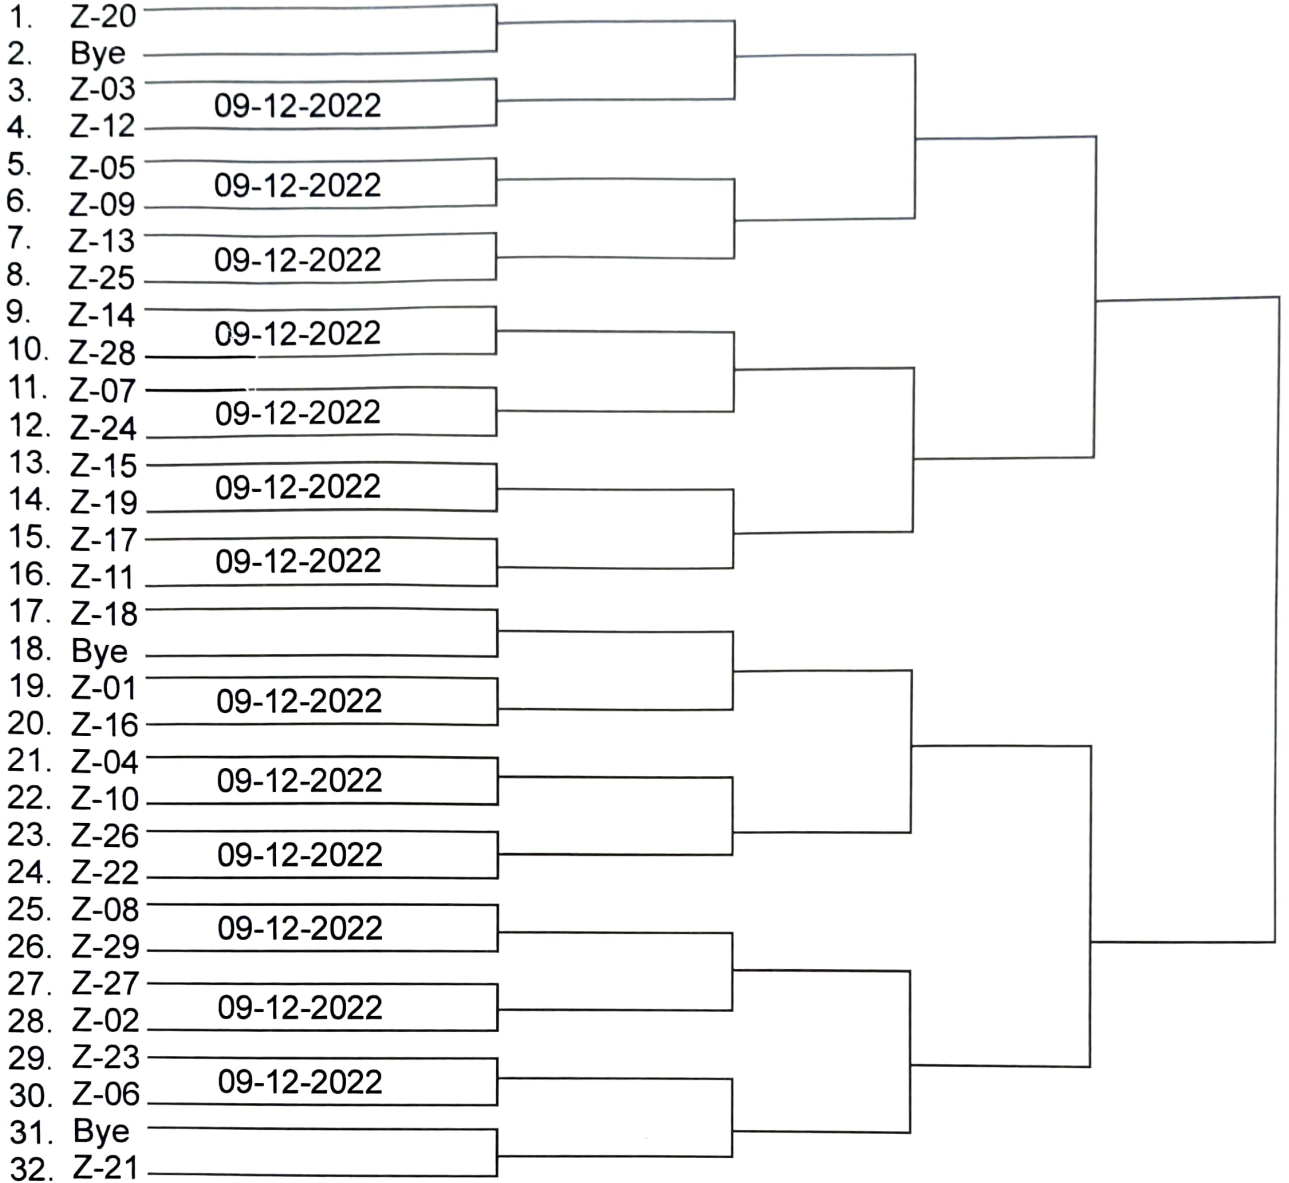 1. Z-20
2. Bye
3. Z-03
09-12-2022
4. Z-12
5. Z-05
09-12-2022
6. Z-09
7. Z-13
09-12-2022
8. Z-25
9. Z-14
09-12-2022
10. Z-28
11. Z-07
09-12-2022
12. Z-24
13. Z-15
09-12-2022
14. Z-19
15. Z-17
09-12-2022
16. Z-11
17. Z-18
18. Bye
19. Z-01
09-12-2022
20. Z-16
21. Z-04
09-12-2022
22. Z-10
23. Z-26
09-12-2022
24. Z-22
25. Z-08
09-12-2022
26. Z-29
27. Z-27
09-12-2022
28. Z-02
29. Z-23
09-12-2022
30. Z-06
31. Bye
32. Z-21